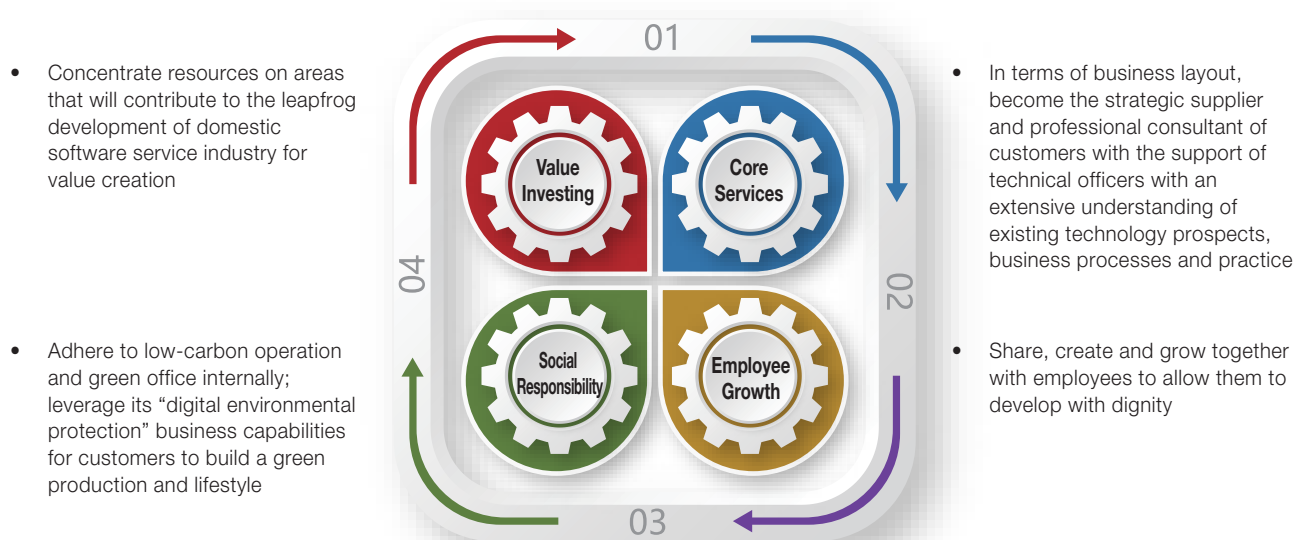 01
• Concentrate resources on areas
that will contribute to the leapfrog
development of domestic
software service industry for
value creation
Value
Investing
Core
Services
• In terms of business layout,
become the strategic supplier
and professional consultant of
customers with the support of
technical officers with an
extensive understanding of
existing technology prospects,
business processes and practice
04
02
• Adhere to low-carbon operation
and green office internally;
leverage its “digital environmental
protection” business capabilities
for customers to build a green
production and lifestyle
Social
Responsibility
Employee
Growth
• Share, create and grow together
with employees to allow them to
develop with dignity
03